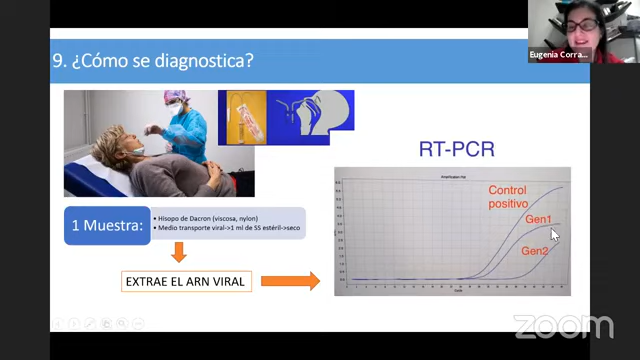 9. ¿Cómo se diagnostica?
Eugenia Corra...
RT-PCR
Control
positivo
Gen1
Gen2
1 Muestra:
• Hisopo de Dacron (viscosa, nylon)
• Medio transporte viral->1 ml de SS estéril->seco
EXTRAE EL ARN VIRAL
zoom